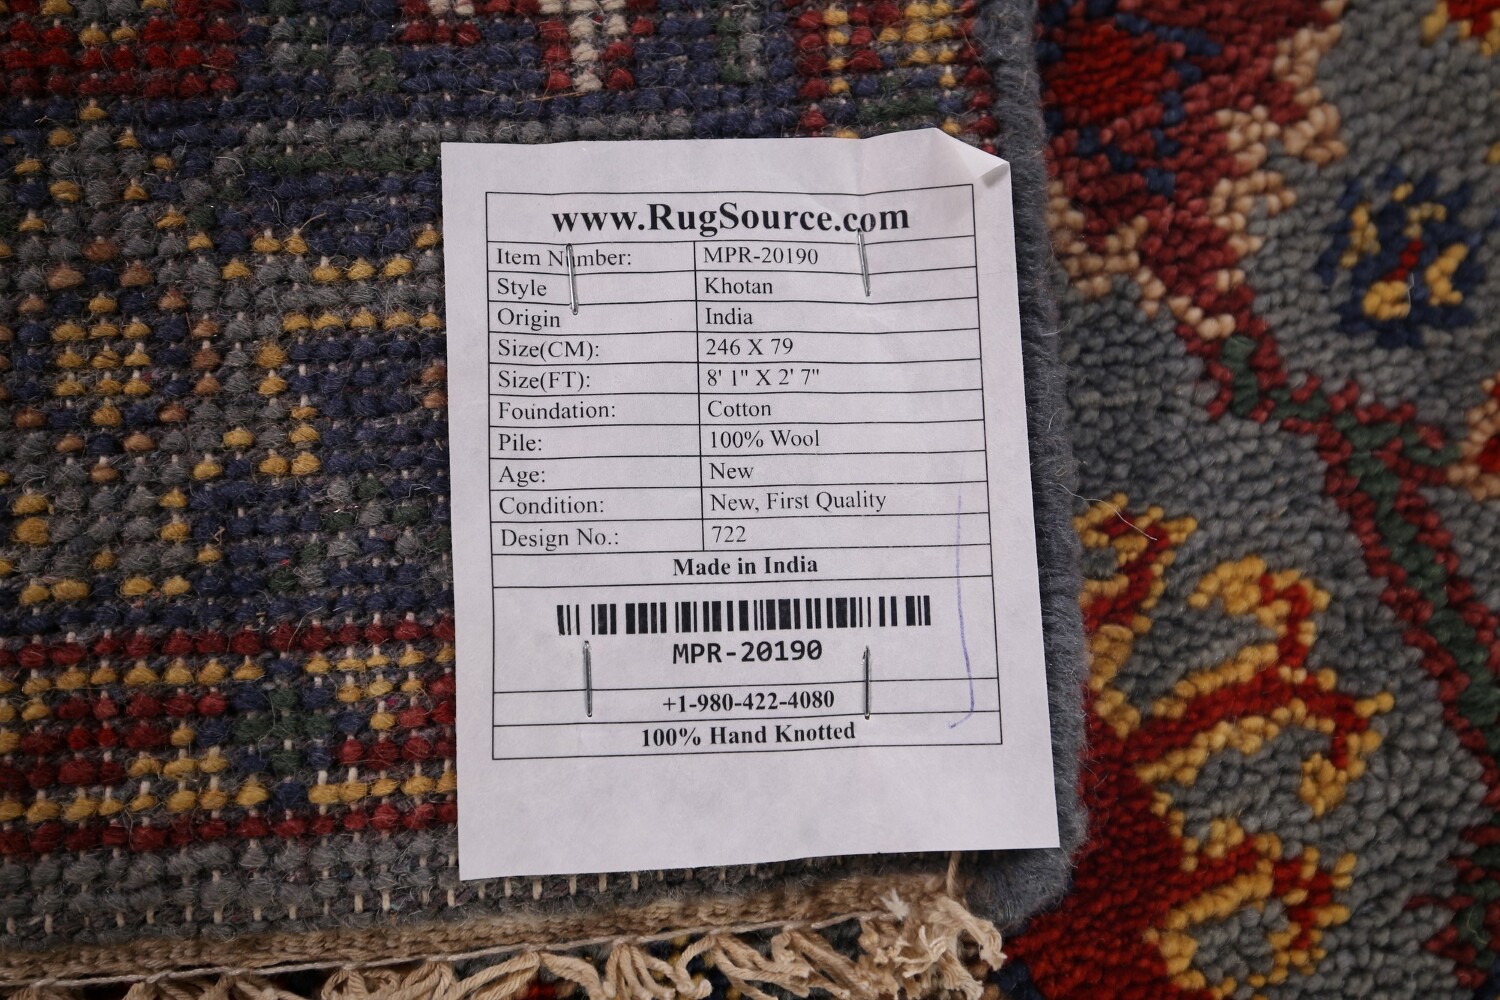 www.RugSource.com
Item Number: MPR-20190
Style Khotan
Origin India
Size(CM): 246 X 79
Size(FT): 8' 1" X 2' 7"
Foundation: Cotton
Pile: 100% Wool
Age: New
Condition: New, First Quality
Design No.: 722
Made in India
MPR-20190
+1-980-422-4080
100% Hand Knotted